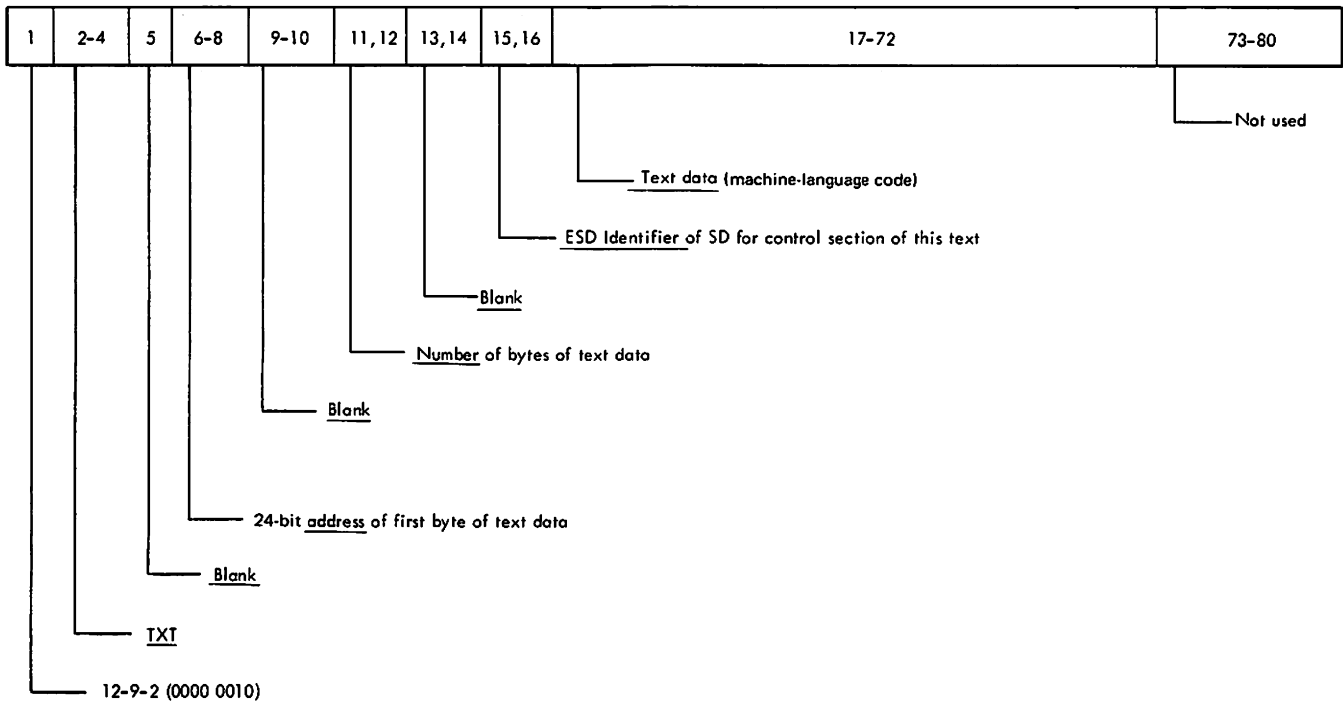 1 2-4 5 6-8 9-10 11,12 13,14 15,16 17-72 73-80
Not used
Text data (machine-language code)
ESD Identifier of SD for control section of this text
Blank
Number of bytes of text data
Blank
24-bit address of first byte of text data
Blank
TXT
12-9-2 (0000 0010)